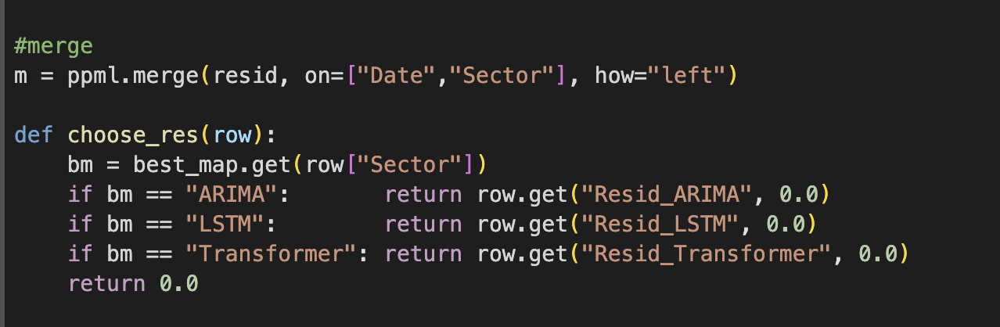 #merge
m = ppml.merge(resid, on=["Date","Sector"], how="left")
def choose_res(row):
    bm = best_map.get(row["Sector"])
    if bm == "ARIMA":       return row.get("Resid_ARIMA", 0.0)
    if bm == "LSTM":        return row.get("Resid_LSTM", 0.0)
    if bm == "Transformer": return row.get("Resid_Transformer", 0.0)
    return 0.0